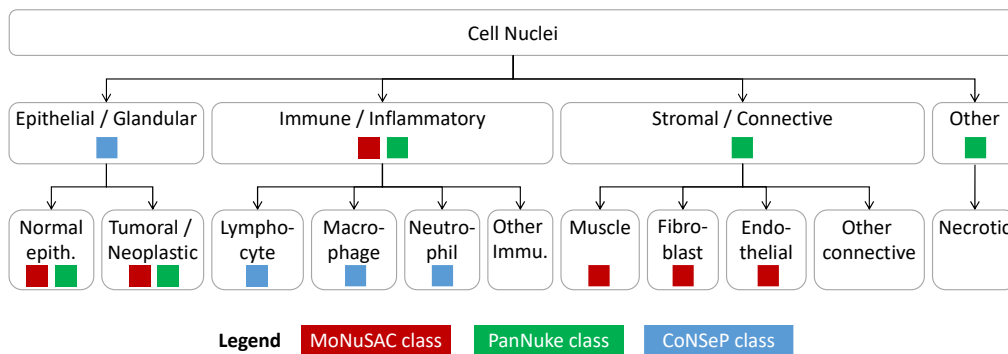 Cell Nuclei
Epithelial / Glandular
Immune / Inflammatory
Stromal / Connective
Other
Normal
epith.
Tumoral /
Neoplastic
Lympho-
cyte
Macro-
phage
Neutro-
phil
Other
Immu.
Muscle
Fibro-
blast
Endo-
thelial
Other
connective
Necrotic
Legend
MoNuSAC class
PanNuke class
CoNSeP class